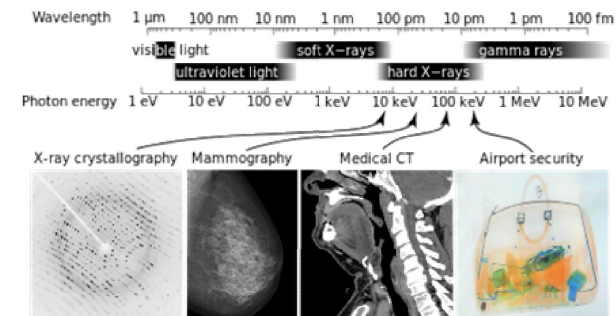 Wavelength 1 μm 100 nm 10 nm 1 nm 100 pm 10 pm 1 pm 100 fm
visible light soft X−rays gamma rays
ultraviolet light hard X−rays
Photon energy 1 eV 10 eV 100 eV 1 keV 10 keV 100 keV 1 MeV 10 MeV
X-ray crystallography Mammography Medical CT Airport security